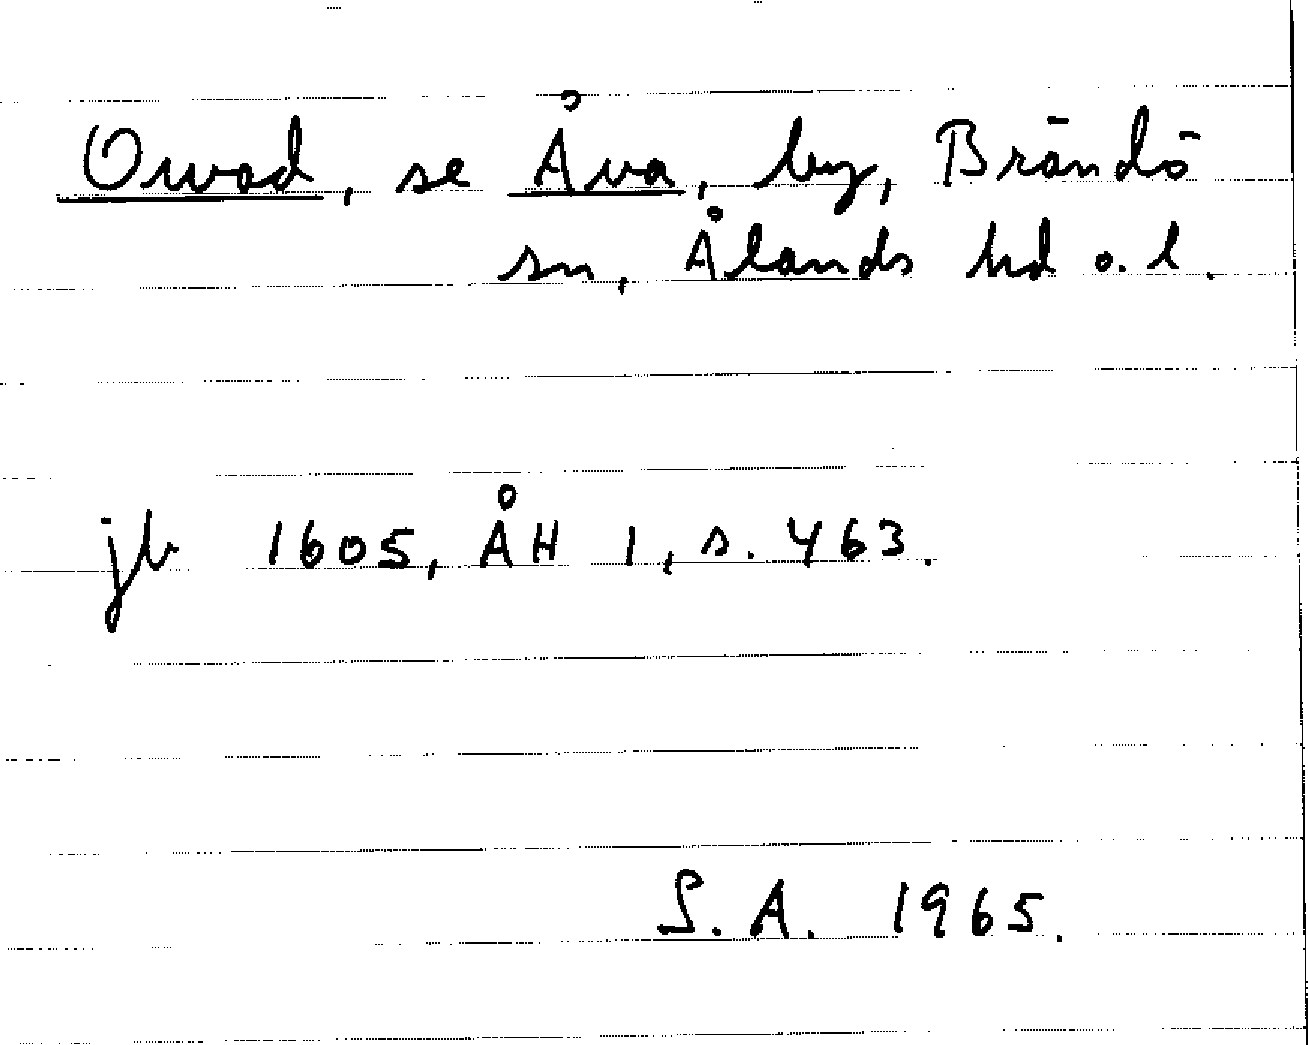 Owad, se Åva, by, Brändö
sn, Ålands hd o. l.
jb 1605, ÅH 1, s. 463.
S.A. 1965.